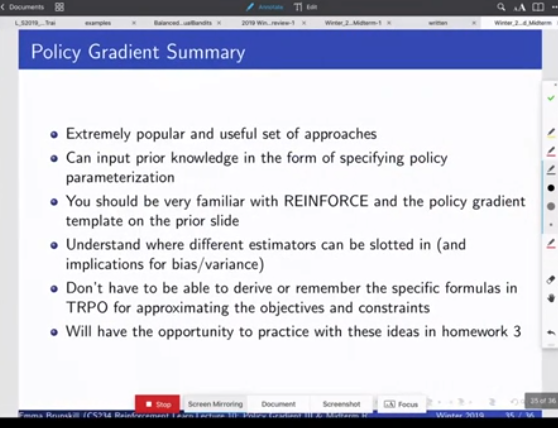 Documents
Annotate
Edit
L_S2019_..Trai
examples
Balanced...ualBandits
2019 Win...review-1
Winter_2...Midterm-1
written
Winter_2...d_Midterm
Policy Gradient Summary
Extremely popular and useful set of approaches
Can input prior knowledge in the form of specifying policy
parameterization
You should be very familiar with REINFORCE and the policy gradient
template on the prior slide
Understand where different estimators can be slotted in (and
implications for bias/variance)
Don't have to be able to derive or remember the specific formulas in
TRPO for approximating the objectives and constraints
Will have the opportunity to practice with these ideas in homework 3
Stop
Screen Mirroring
Document
Screenshot
Focus
25 of 36
Emma Brunskill (CS234 Reinforcement Learn Lecture 10: Policy Gradient III & Midterm R
Winter 2019
35 / 36